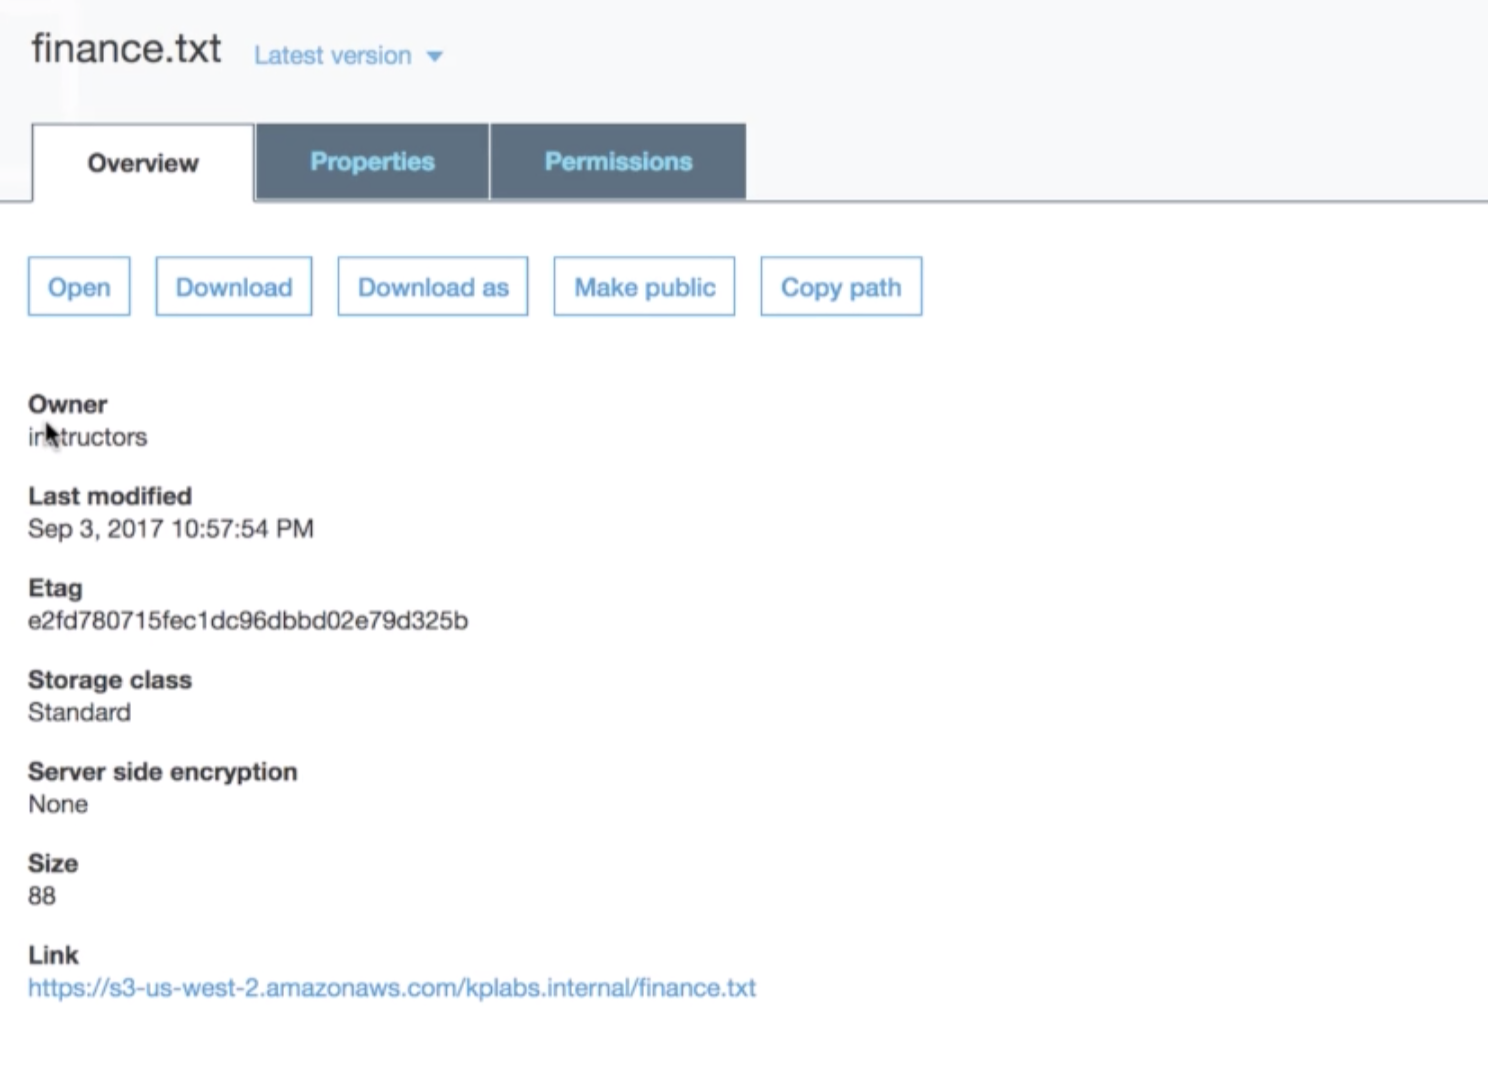 finance.txt Latest version
Overview Properties Permissions
Open Download Download as Make public Copy path
Owner
instructors
Last modified
Sep 3, 2017 10:57:54 PM
Etag
e2fd780715fec1dc96dbbd02e79d325b
Storage class
Standard
Server side encryption
None
Size
88
Link
https://s3-us-west-2.amazonaws.com/kplabs.internal/finance.txt